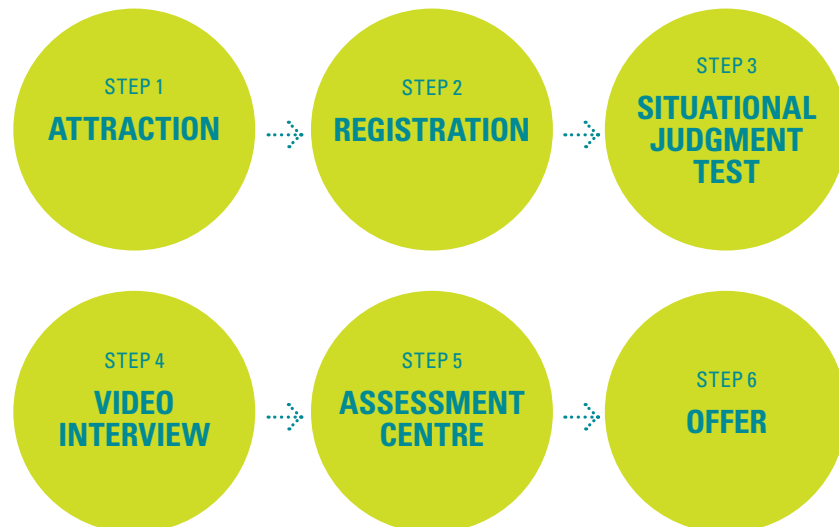 STEP 1
ATTRACTION
STEP 2
REGISTRATION
STEP 3
SITUATIONAL
JUDGMENT
TEST
STEP 4
VIDEO
INTERVIEW
STEP 5
ASSESSMENT
CENTRE
STEP 6
OFFER